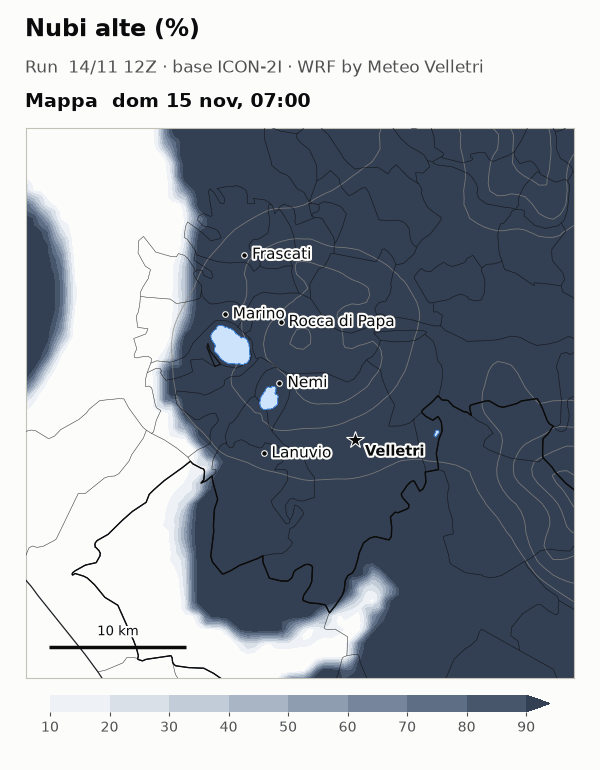 Nubi alte (%)
Run 14/11 12Z · base ICON-2I · WRF by Meteo Velletri
Mappa dom 15 nov, 07:00
Frascati
Marino
Rocca di Papa
Nemi
Velletri
Lanuvio
10 km
10 20 30 40 50 60 70 80 90